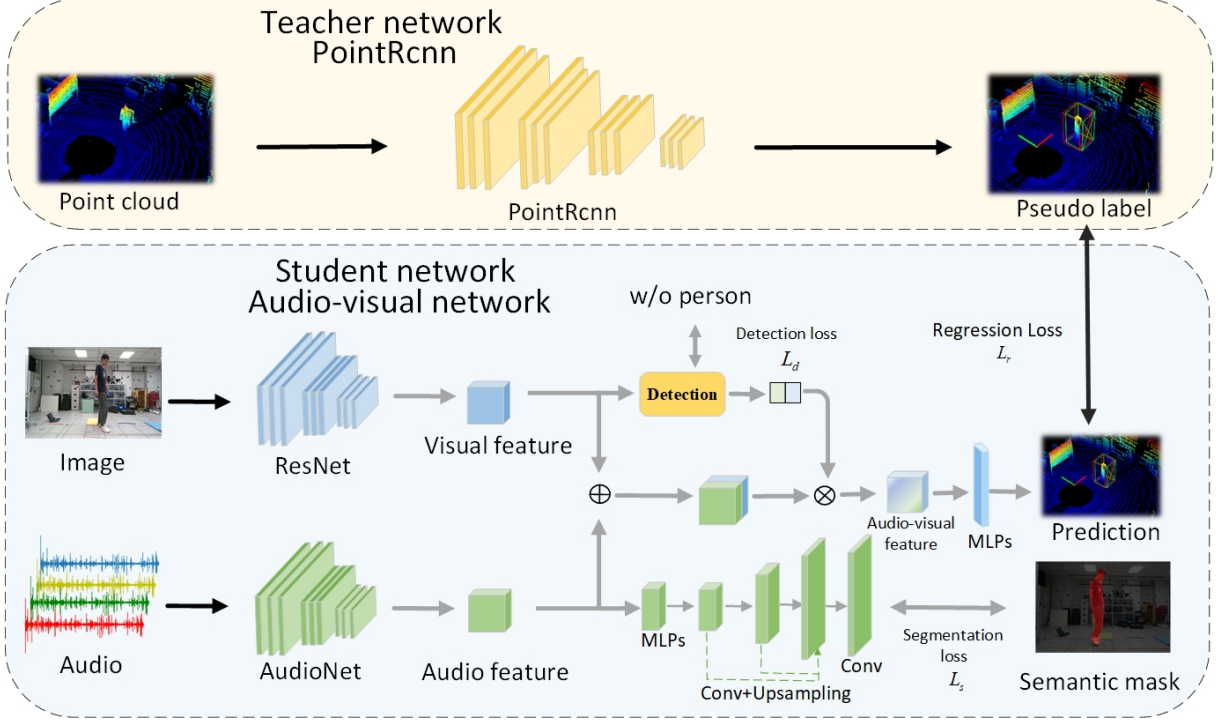 Teacher network
PointRcnn
Point cloud
PointRcnn
Pseudo label
Student network
Audio-visual network
w/o person
Detection loss
L_d
Regression Loss
L_r
Detection
Image
ResNet
Visual feature
Audio-visual
feature
MLPs
Prediction
Audio
AudioNet
Audio feature
MLPs
Conv+Upsampling
Conv
Segmentation
loss
L_s
Semantic mask